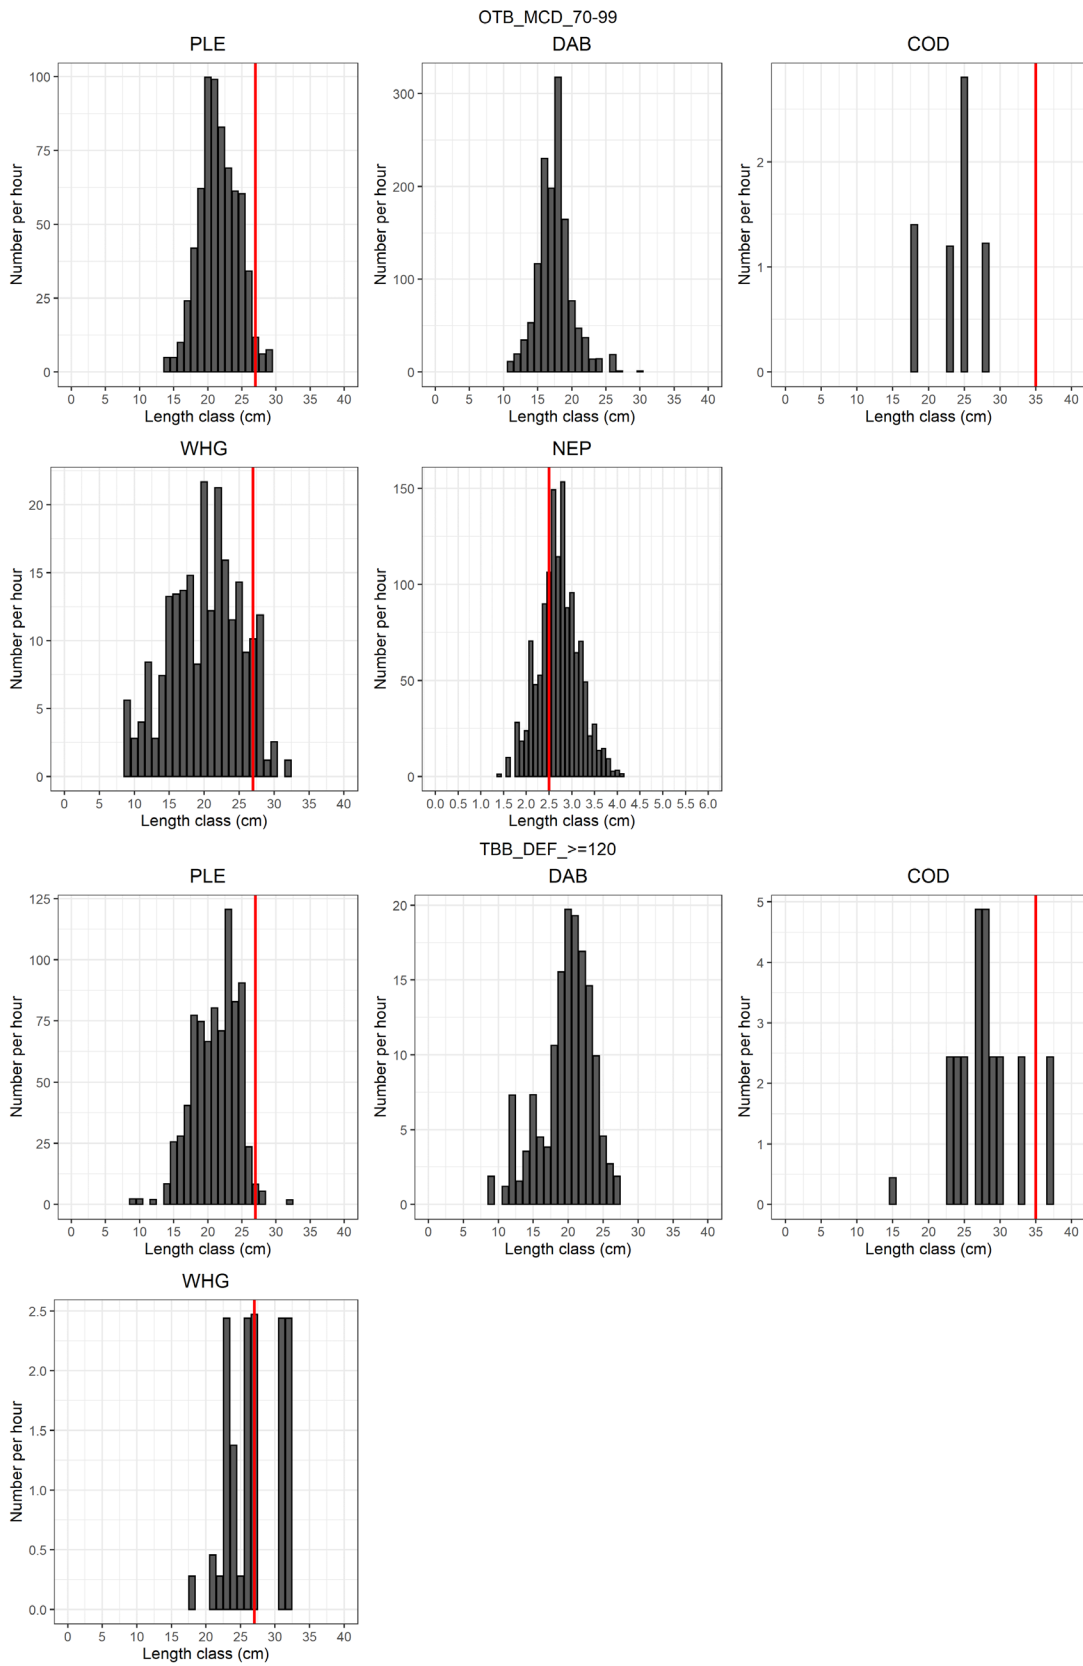 OTB_MCD_70-99
PLE
DAB
COD
Number per hour
100
75
50
25
0
0 5 10 15 20 25 30 35 40
Length class (cm)
Number per hour
300
200
100
0
0 5 10 15 20 25 30 35 40
Length class (cm)
Number per hour
2
1
0
0 5 10 15 20 25 30 35 40
Length class (cm)
WHG
NEP
Number per hour
20
15
10
5
0
0 5 10 15 20 25 30 35 40
Length class (cm)
Number per hour
150
100
50
0
0.0 0.5 1.0 1.5 2.0 2.5 3.0 3.5 4.0 4.5 5.0 5.5 6.0
Length class (cm)
TBB_DEF_>=120
PLE
DAB
COD
Number per hour
125
100
75
50
25
0
0 5 10 15 20 25 30 35 40
Length class (cm)
Number per hour
20
15
10
5
0
0 5 10 15 20 25 30 35 40
Length class (cm)
Number per hour
5
4
3
2
1
0
0 5 10 15 20 25 30 35 40
Length class (cm)
WHG
Number per hour
2.5
2.0
1.5
1.0
0.5
0.0
0 5 10 15 20 25 30 35 40
Length class (cm)